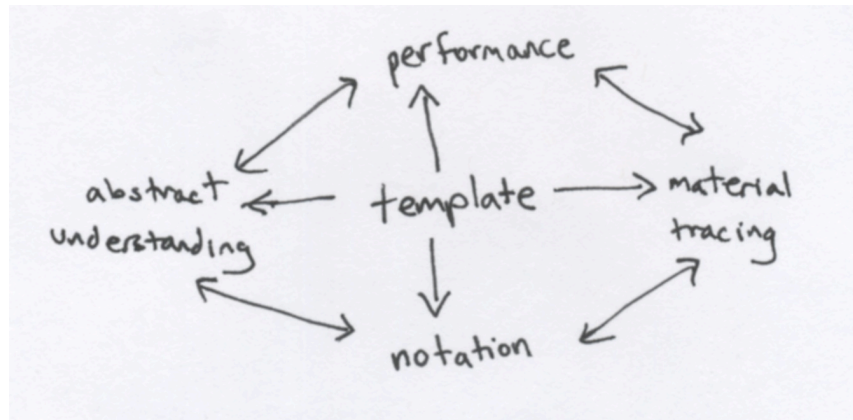 performance
abstract
understanding
template
material
tracing
notation